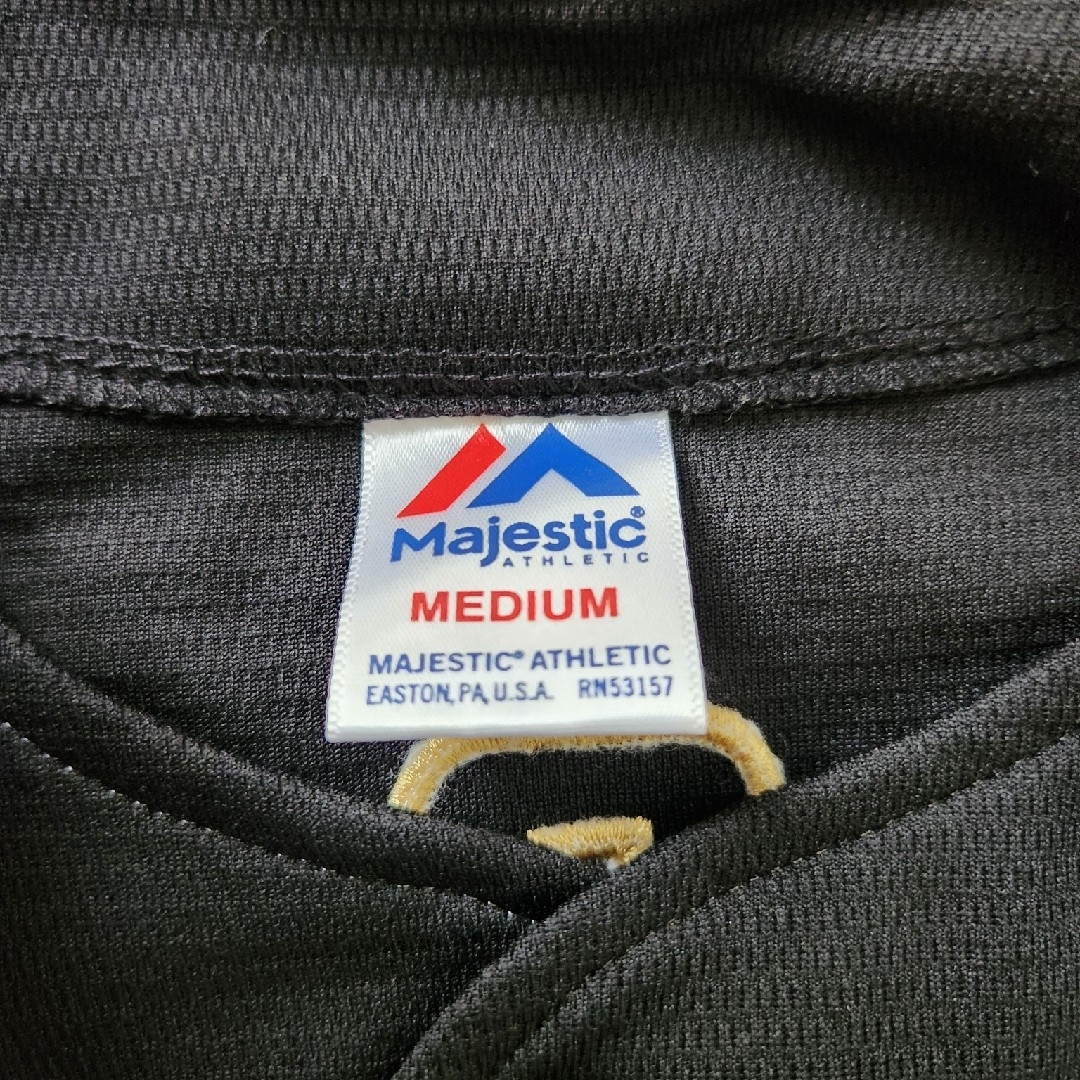 Majestic®
ATHLETIC
MEDIUM
MAJESTIC® ATHLETIC
EASTON, PA, U.S.A. RN53157